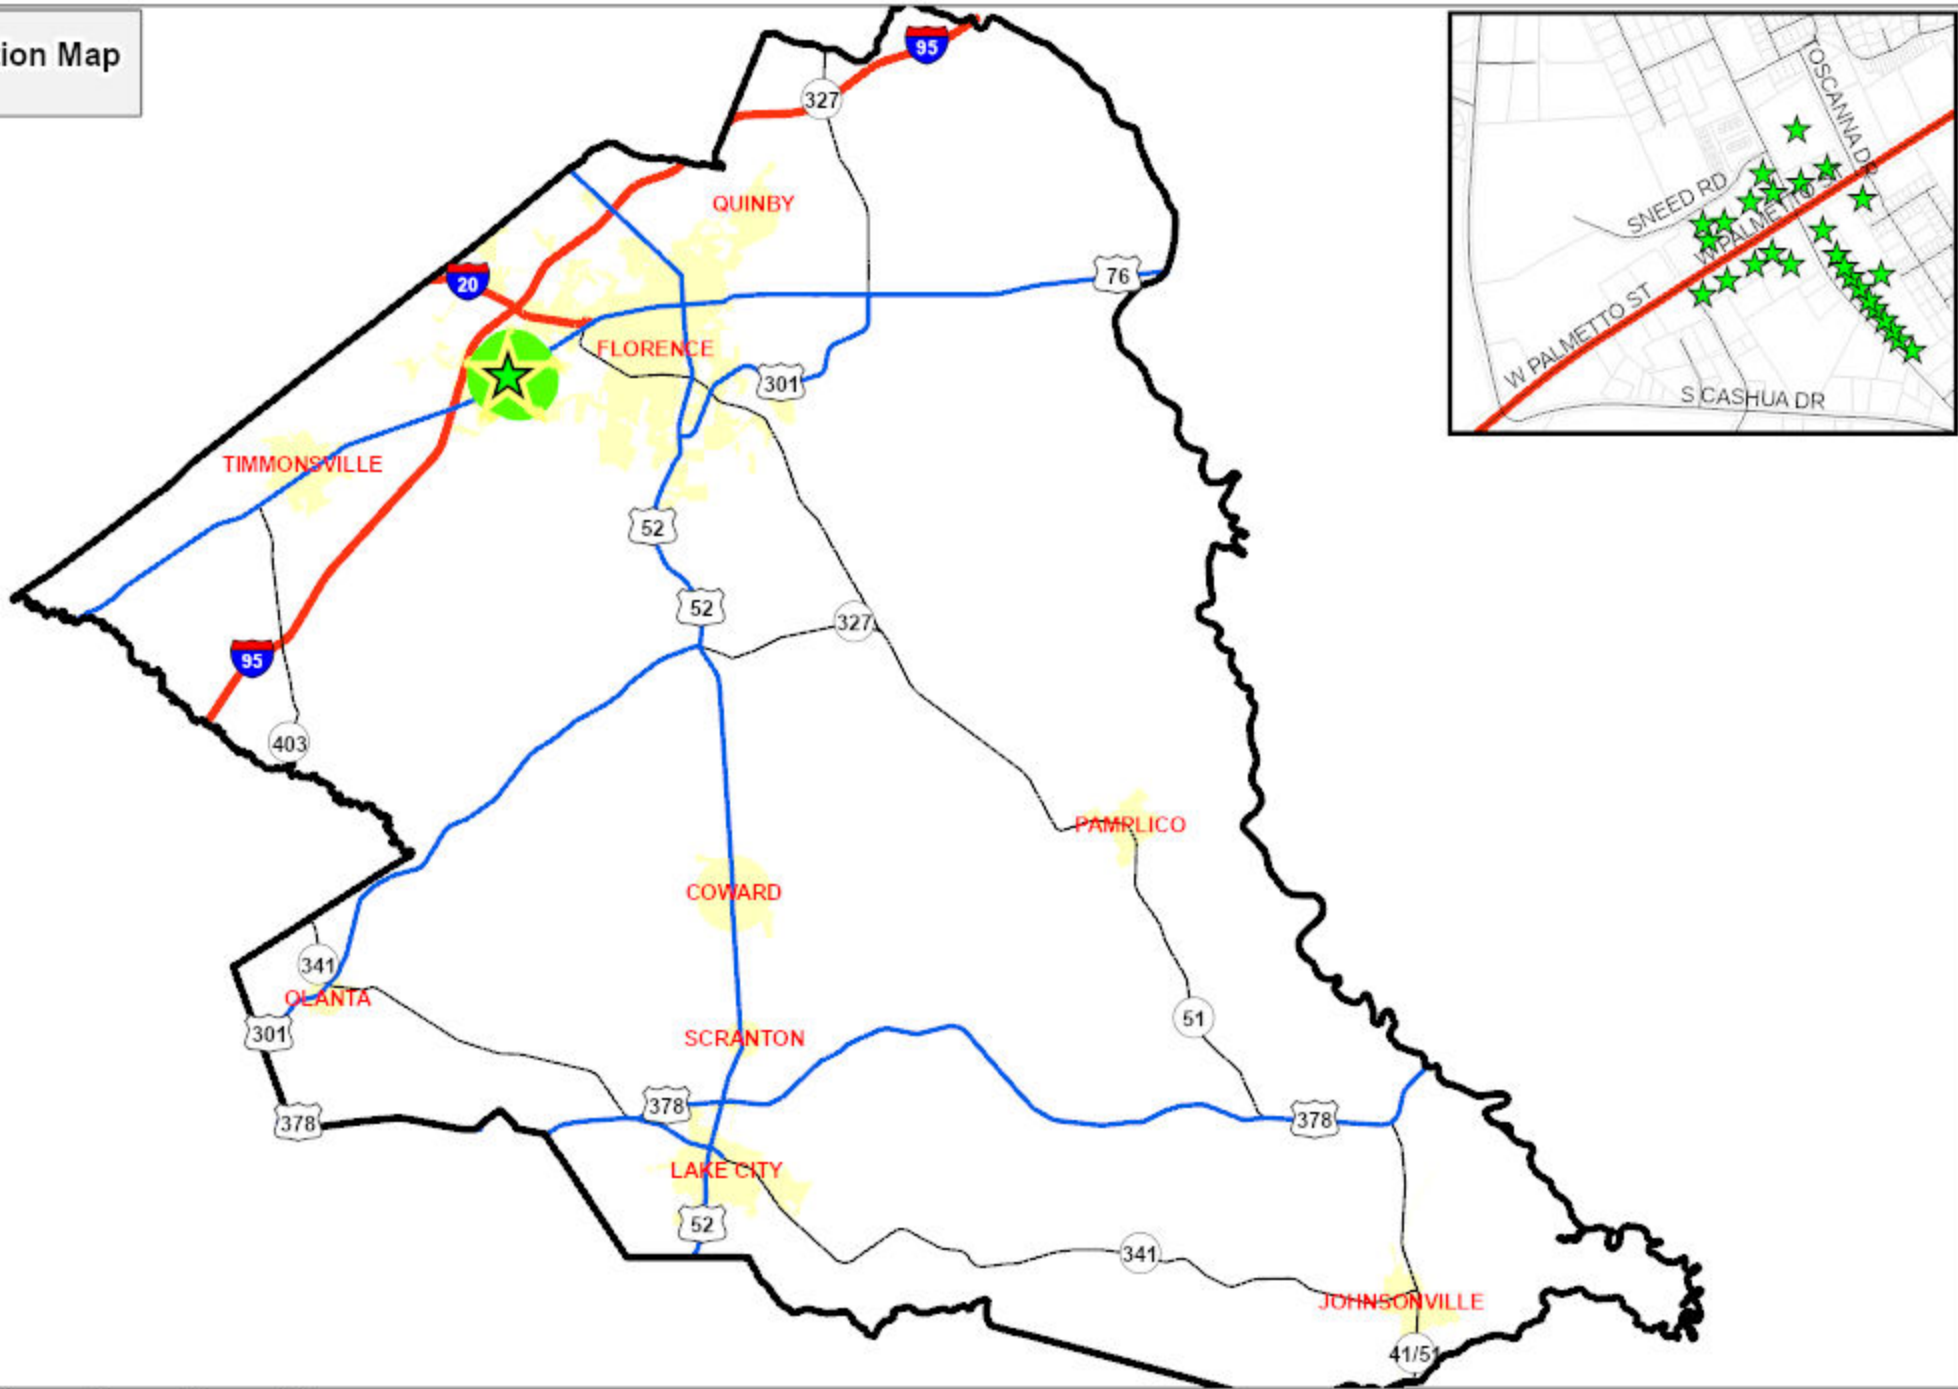 ion Map
95
327
TOSCANNA DR
SNEED RD
W PALMETTO ST
W PALMETTO ST
S CASHUA DR
QUINBY
76
20
FLORENCE
301
TIMMONSVILLE
52
52
327
95
403
PAMPLICO
COWARD
341
OLANTA
301
51
SCRANTON
378
378
378
LAKE CITY
52
341
JOHNSONVILLE
41/51